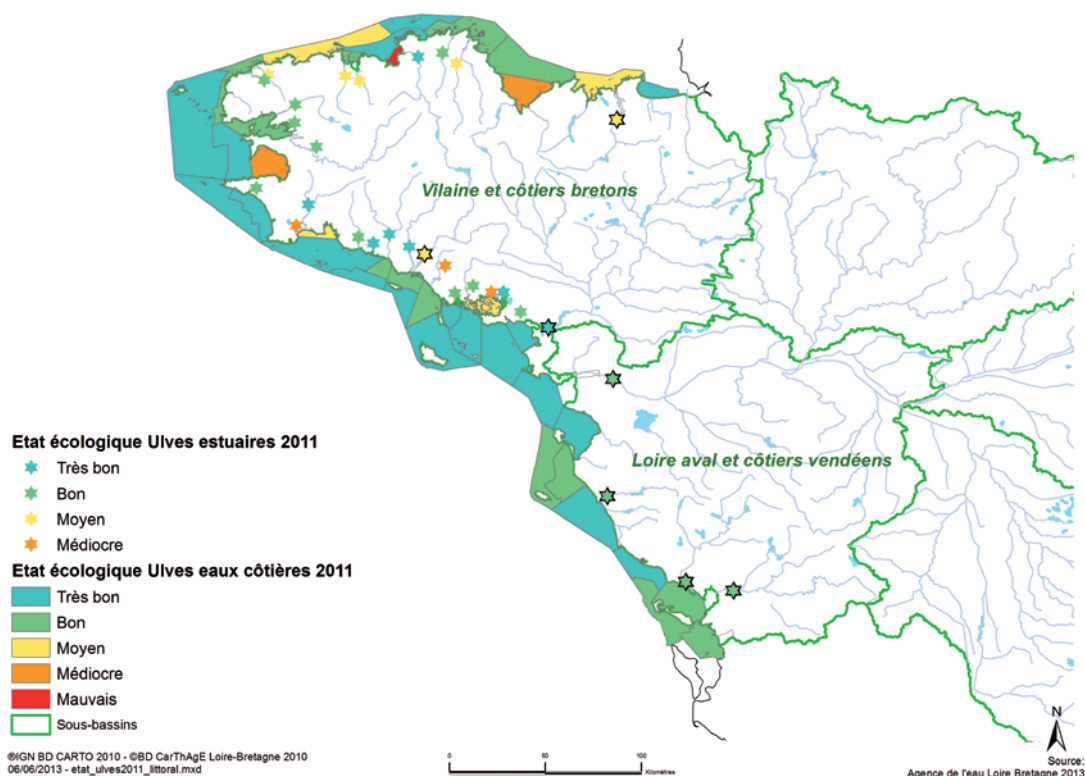 Vilaine et côtiers bretons
Loire aval et côtiers vendéens
Etat écologique Ulves estuaires 2011
Très bon
Bon
Moyen
Médiocre
Etat écologique Ulves eaux côtières 2011
Très bon
Bon
Moyen
Médiocre
Mauvais
Sous-bassins
®IGN BD CARTO 2010 - ©BD CarThAgE Loire-Bretagne 2010
06/06/2013 - etat_ulves2011_littoral.mxd
0 50 100
Kilomètres
N
Source:
Agence de l'eau Loire Bretagne 2013